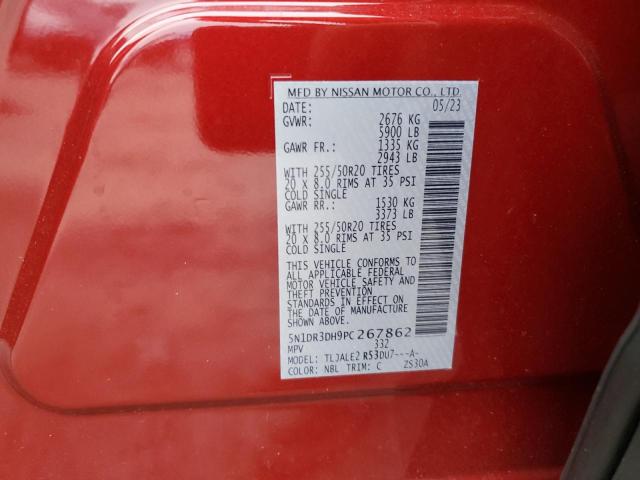 MFD BY NISSAN MOTOR CO., LTD.
DATE: 05/23
GVWR: 2676 KG
5900 LB
GAWR FR.: 1335 KG
2943 LB
WITH 255/50R20 TIRES
20 X 8.0 RIMS AT 35 PSI
COLD SINGLE
GAWR RR.: 1530 KG
3373 LB
WITH 255/50R20 TIRES
20 X 8.0 RIMS AT 35 PSI
COLD SINGLE
THIS VEHICLE CONFORMS TO
ALL APPLICABLE FEDERAL
MOTOR VEHICLE SAFETY AND
THEFT PREVENTION
STANDARDS IN EFFECT ON
THE DATE OF MANUFACTURE
SHOWN ABOVE.
5N1DR3DH9PC267862
MPV 332
MODEL: TLJALE2 R53DU7---A-
COLOR: NBL TRIM: C ZS30A